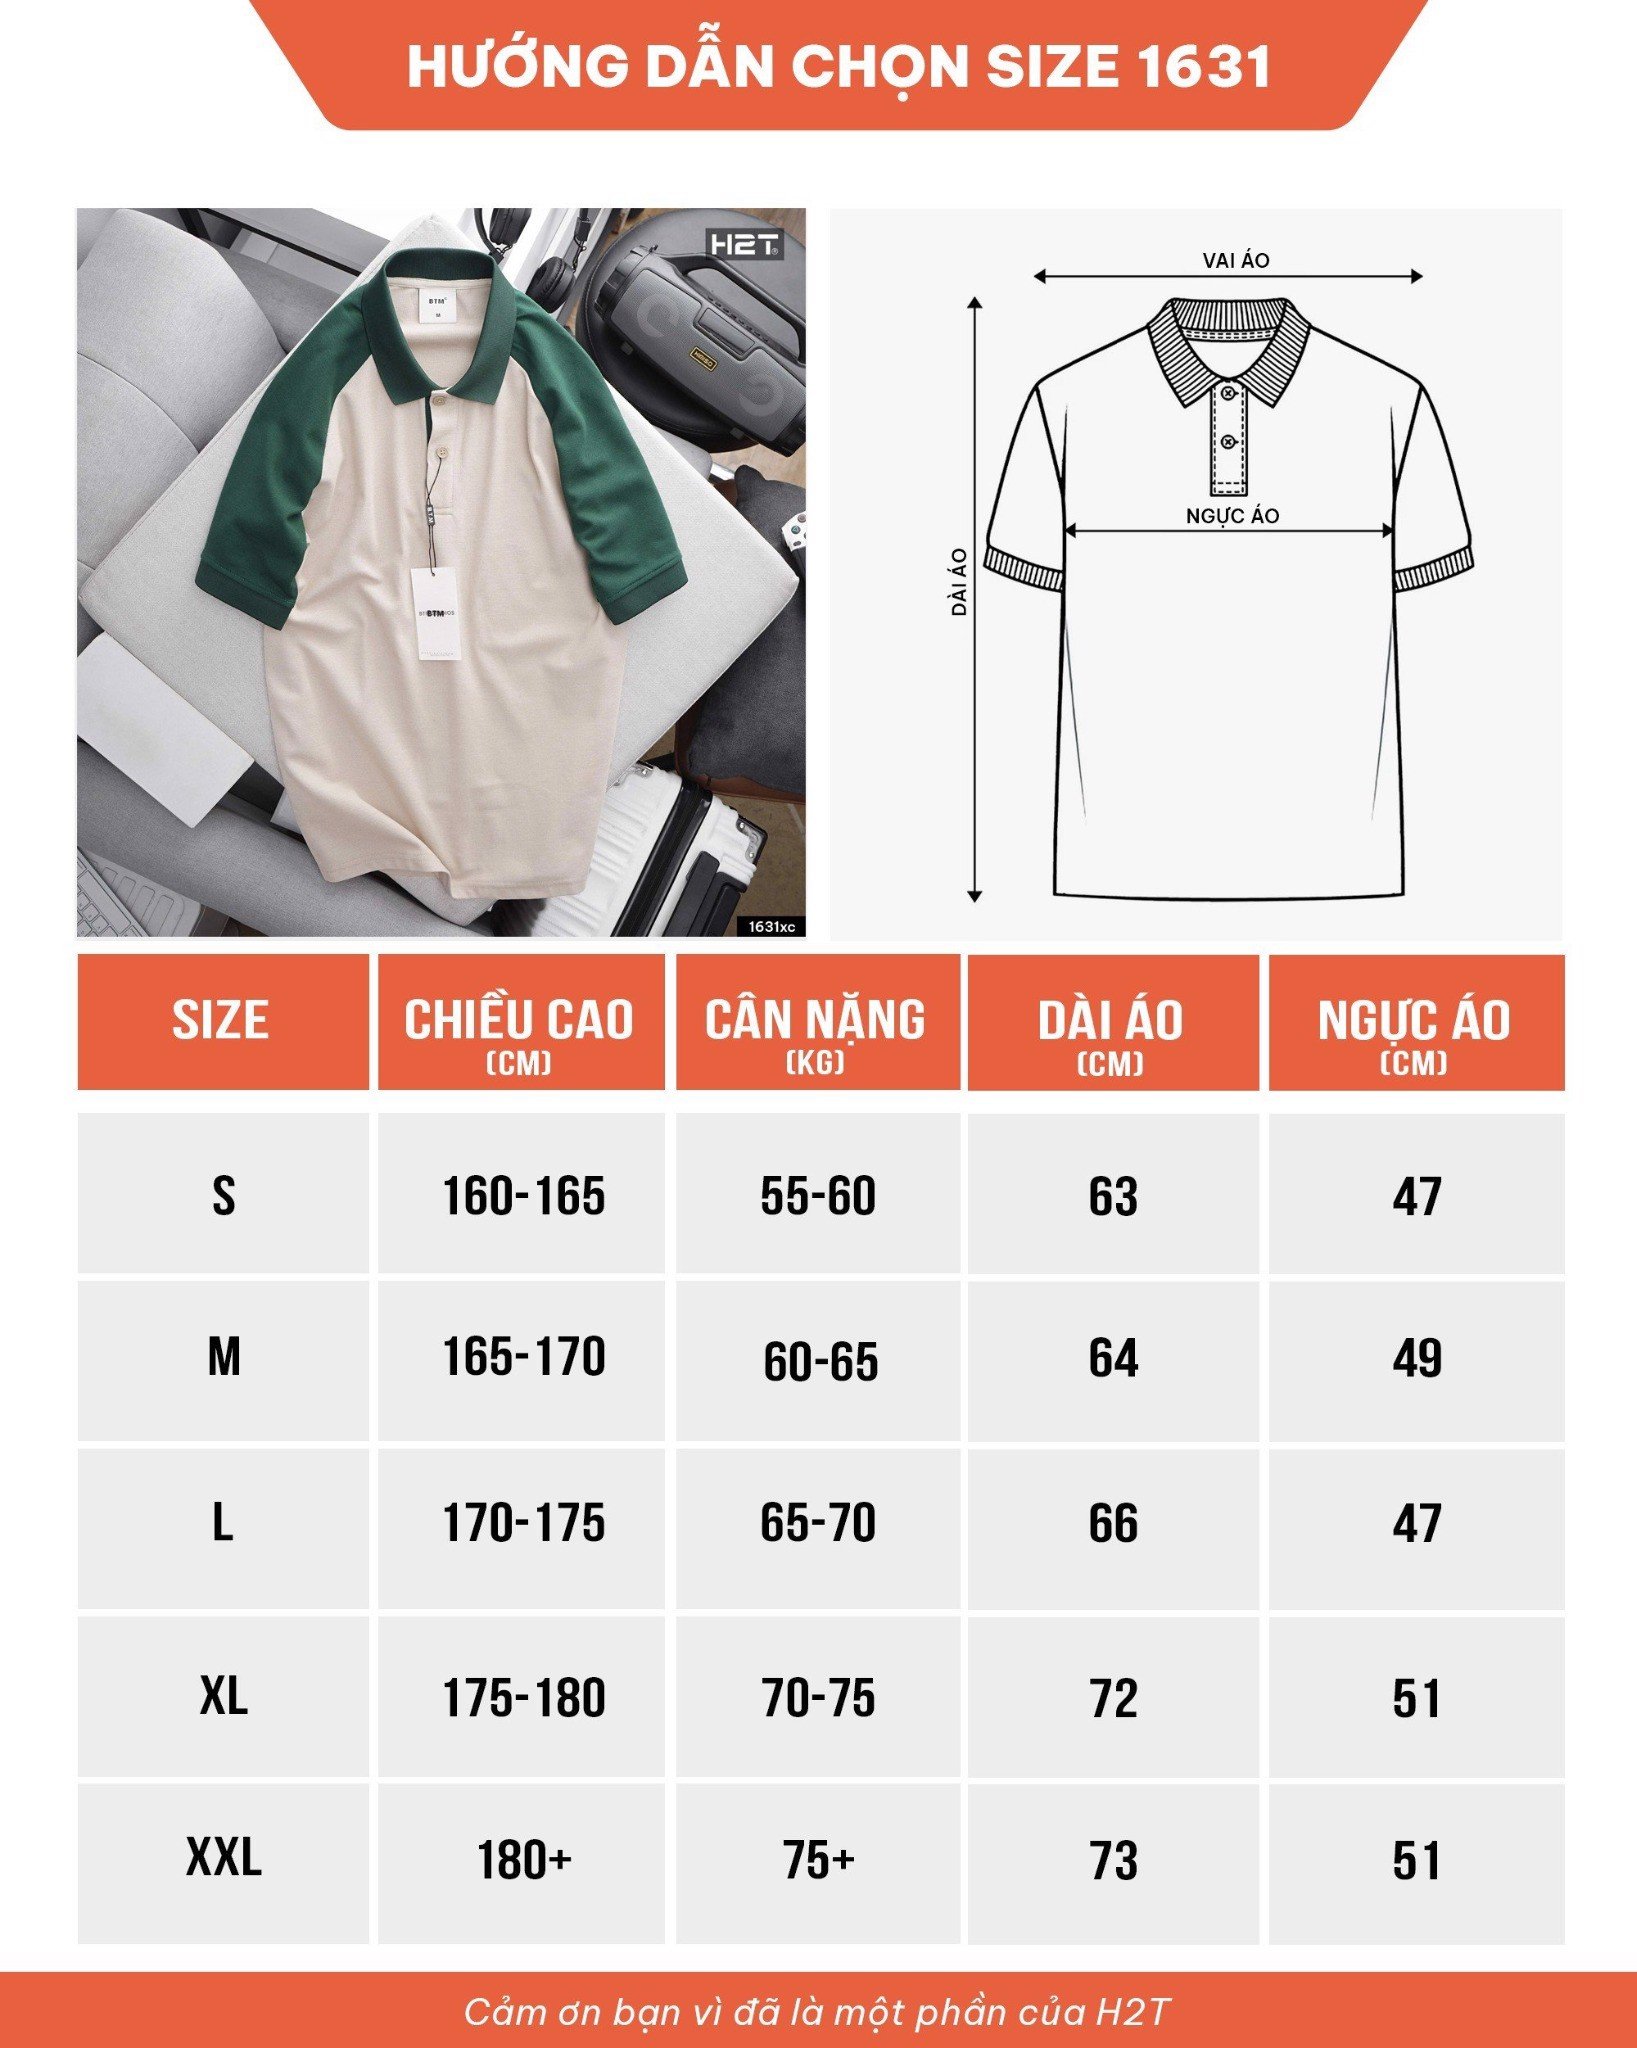 HƯỚNG DẪN CHỌN SIZE 1631
H2T
BTM
M
BTM
BTM
1631xc
VAI ÁO
NGỰC ÁO
DÀI ÁO
SIZE CHIỀU CAO (CM) CÂN NẶNG (KG) DÀI ÁO (CM) NGỰC ÁO (CM)
S 160-165 55-60 63 47
M 165-170 60-65 64 49
L 170-175 65-70 66 47
XL 175-180 70-75 72 51
XXL 180+ 75+ 73 51
Cảm ơn bạn vì đã là một phần của H2T